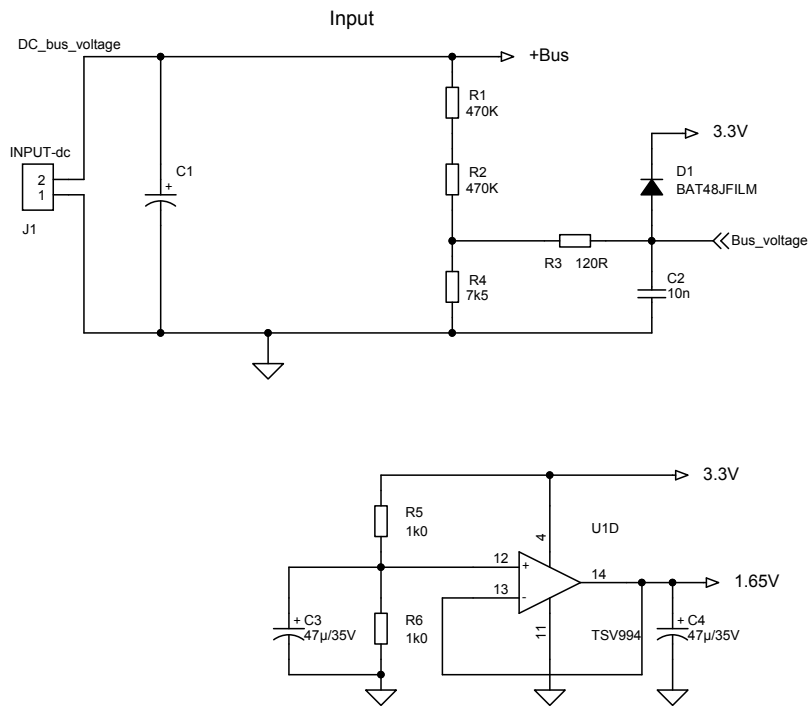 Input
DC_bus_voltage
+Bus
R1
470K
3.3V
INPUT-dc
C1
+
R2
470K
D1
BAT48JFILM
2
1
J1
Bus_voltage
R3 120R
R4
7k5
C2
10n
3.3V
R5
1k0
4
U1D
12
+
14
1.65V
13
-
11
+
C3
47µ/35V
R6
1k0
TSV994
+
C4
47µ/35V